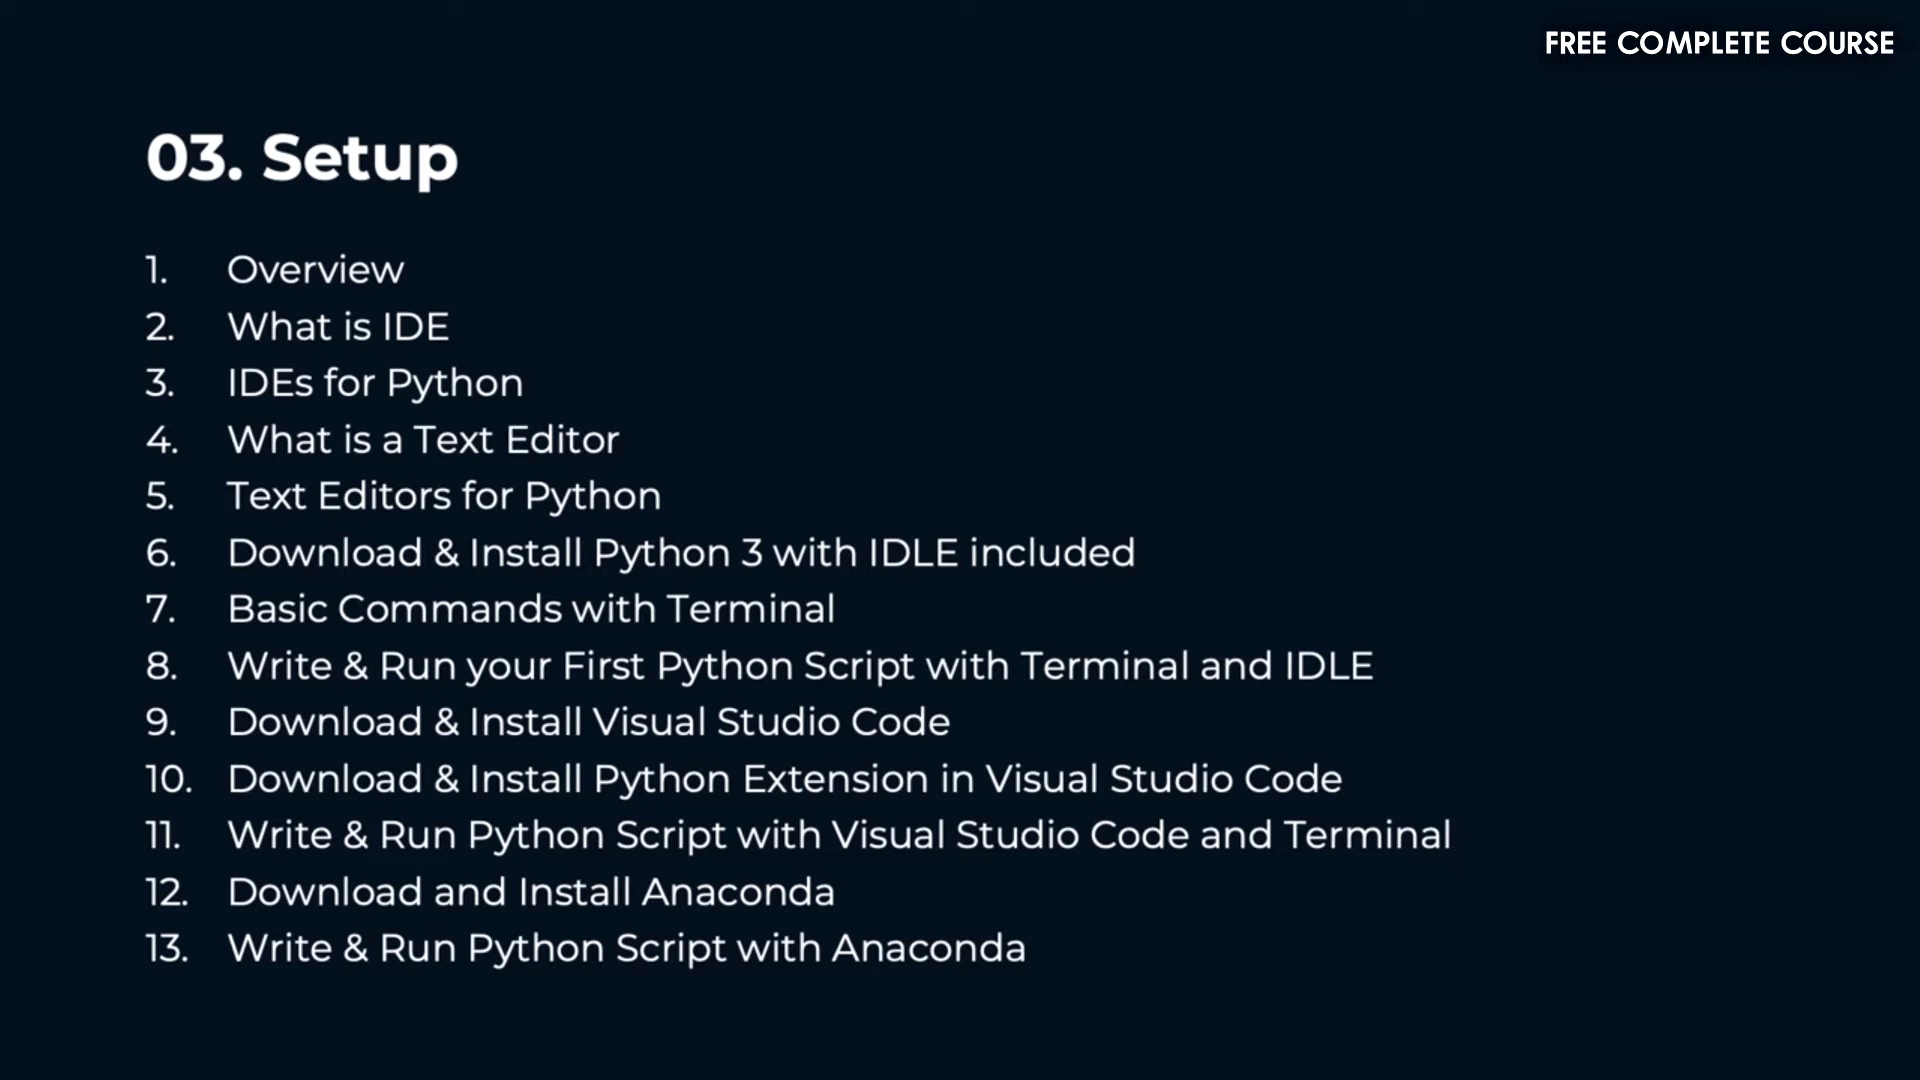 FREE COMPLETE COURSE
03. Setup
1. Overview
2. What is IDE
3. IDEs for Python
4. What is a Text Editor
5. Text Editors for Python
6. Download & Install Python 3 with IDLE included
7. Basic Commands with Terminal
8. Write & Run your First Python Script with Terminal and IDLE
9. Download & Install Visual Studio Code
10. Download & Install Python Extension in Visual Studio Code
11. Write & Run Python Script with Visual Studio Code and Terminal
12. Download and Install Anaconda
13. Write & Run Python Script with Anaconda